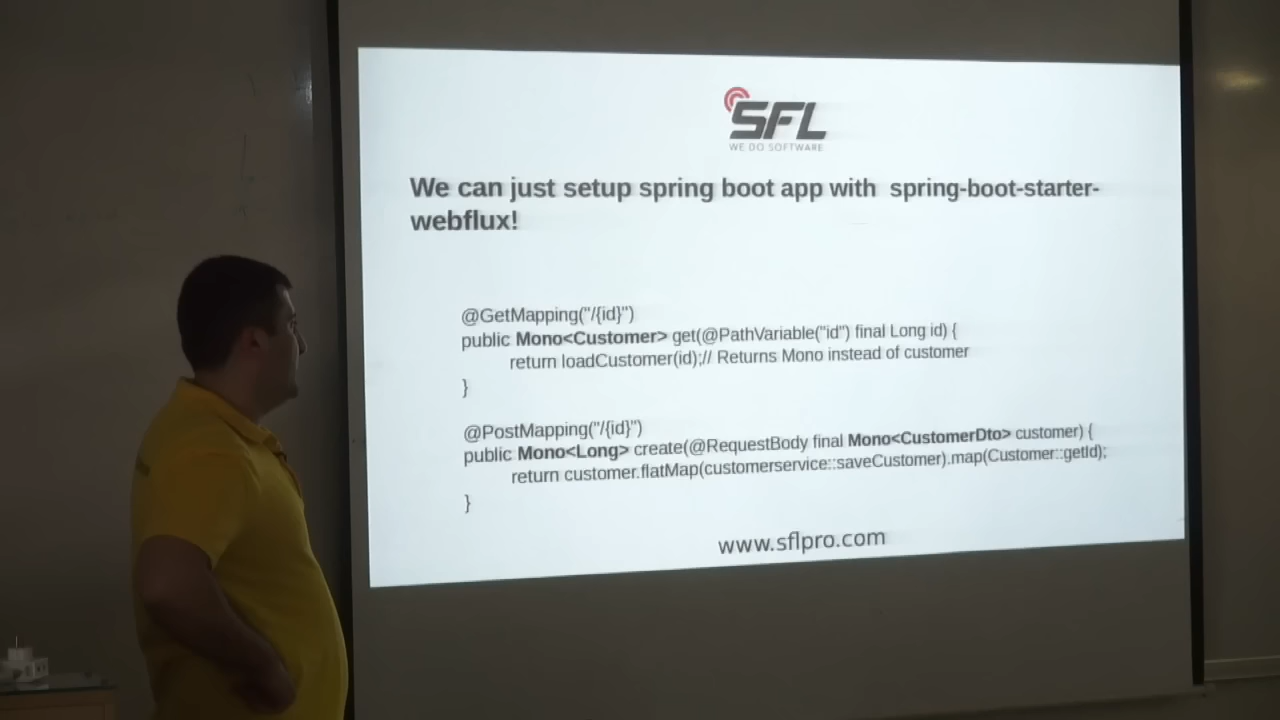 SFL
WE DO SOFTWARE
We can just setup spring boot app with spring-boot-starter-
webflux!
@GetMapping("/{id}")
public Mono<Customer> get(@PathVariable("id") final Long id) {
return loadCustomer(id);// Returns Mono instead of customer
}
@PostMapping("/{id}")
public Mono<Long> create(@RequestBody final Mono<CustomerDto> customer) {
return customer.flatMap(customerservice::saveCustomer).map(Customer::getId);
}
www.sflpro.com